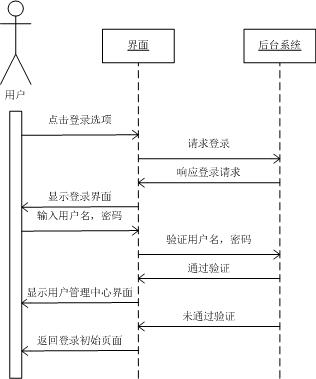 界面
后台系统
用户
点击登录选项
请求登录
响应登录请求
显示登录界面
输入用户名，密码
验证用户名，密码
通过验证
显示用户管理中心界面
未通过验证
返回登录初始页面